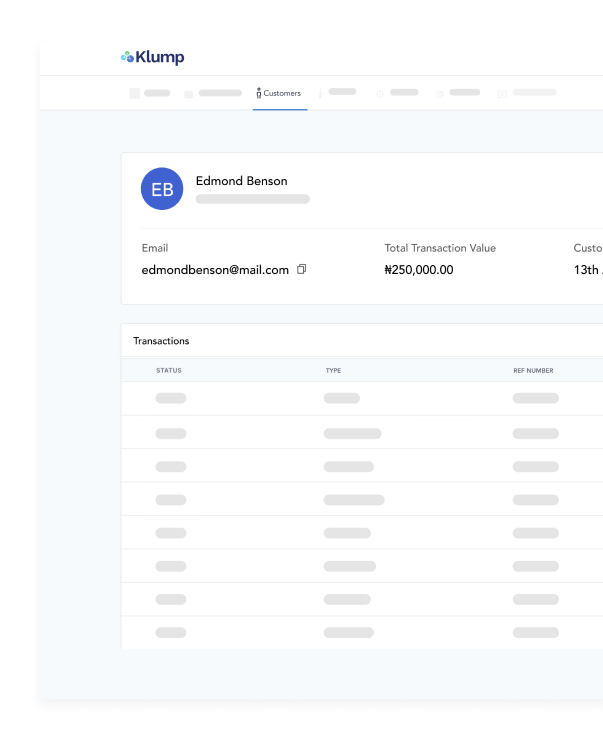 Klump
Customers
EB
Edmond Benson
Email
Total Transaction Value
Custo
edmondbenson@mail.com
₦250,000.00
13th
Transactions
STATUS
TYPE
REF NUMBER